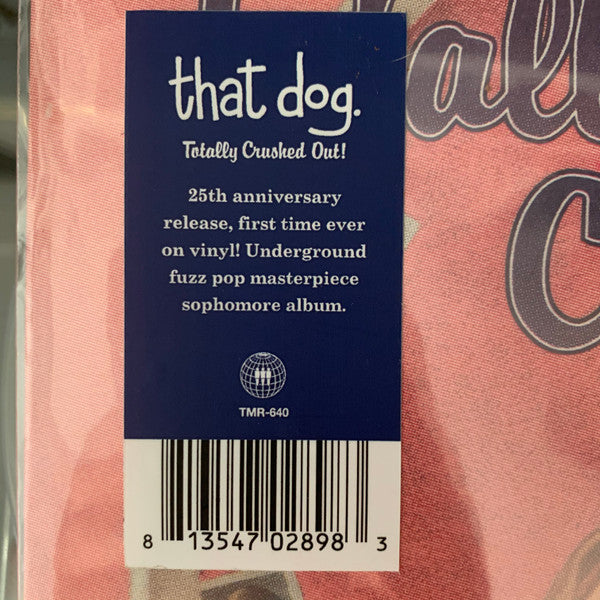 that dog.
Totally Crushed Out!
25th anniversary
release, first time ever
on vinyl! Underground
fuzz pop masterpiece
sophomore album.
TMR-640
8 13547 02898 3